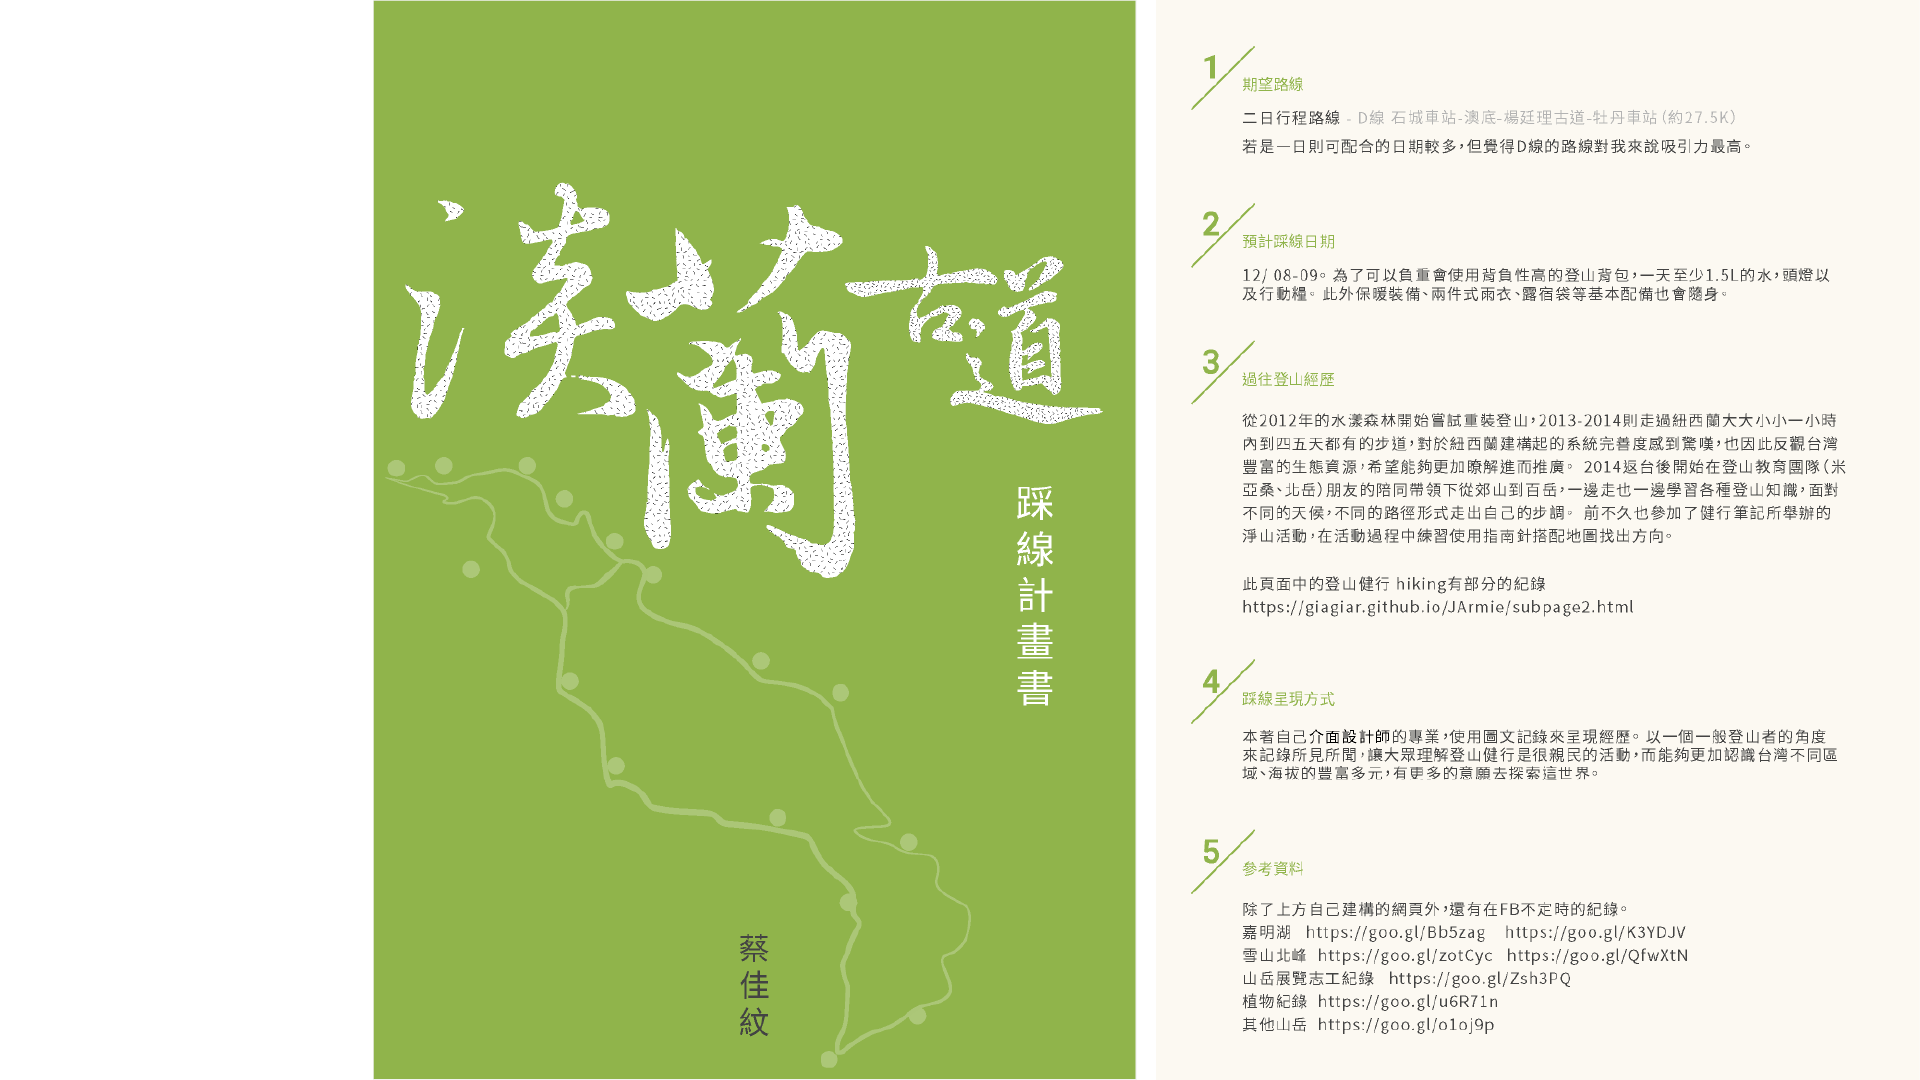 淡蘭古道
踩線計畫書
蔡佳紋
1
期望路線
二日行程路線 - D線 石城車站-澳底-楊廷理古道-牡丹車站(約27.5K)
若是一日則可配合的日期較多，但覺得D線的路線對我來說吸引力最高。
2
預計踩線日期
12/ 08-09。為了可以負重會使用背負性高的登山背包，一天至少1.5L的水，頭燈以
及行動糧。此外保暖裝備、兩件式雨衣、露宿袋等基本配備也會隨身。
3
過往登山經歷
從2012年的水漾森林開始嘗試重裝登山，2013-2014則走過紐西蘭大大小小一小時
內到四五天都有的步道，對於紐西蘭建構起的系統完善度感到驚嘆，也因此反觀台灣
豐富的生態資源，希望能夠更加瞭解進而推廣。 2014返台後開始在登山教育團隊(米
亞桑、北岳)朋友的陪同帶領下從郊山到百岳，一邊走也一邊學習各種登山知識，面對
不同的天候，不同的路徑形式走出自己的步調。 前不久也參加了健行筆記所舉辦的
淨山活動，在活動過程中練習使用指南針搭配地圖找出方向。
此頁面中的登山健行 hiking有部分的紀錄
https://giagiar.github.io/JArmie/subpage2.html
4
踩線呈現方式
本著自己介面設計師的專業，使用圖文記錄來呈現經歷。以一個一般登山者的角度
來記錄所見所聞，讓大眾理解登山健行是很親民的活動，而能夠更加認識台灣不同區
域、海拔的豐富多元，有更多的意願去探索這世界。
5
參考資料
除了上方自己建構的網頁外，還有在FB不定時的紀錄。
嘉明湖 https://goo.gl/Bb5zag https://goo.gl/K3YDJV
雪山北峰 https://goo.gl/zotCyc https://goo.gl/QfwXtN
山岳展覽志工紀錄 https://goo.gl/Zsh3PQ
植物紀錄 https://goo.gl/u6R71n
其他山岳 https://goo.gl/o1oj9p